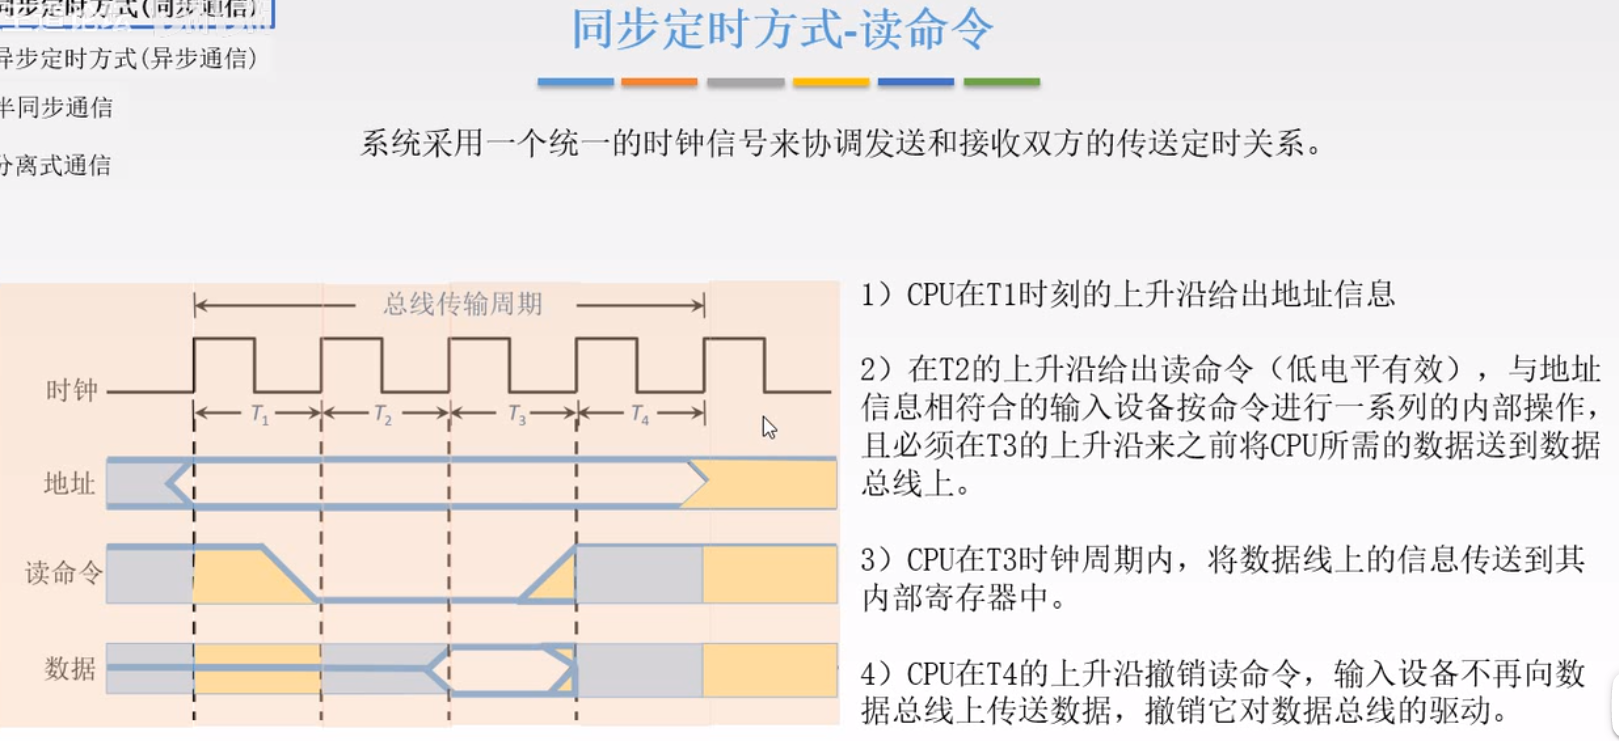 同步定时方式(同步通信)
异步定时方式(异步通信)
半同步通信
分离式通信
同步定时方式-读命令
系统采用一个统一的时钟信号来协调发送和接收双方的传送定时关系。
总线传输周期
时钟
T1 T2 T3 T4
地址
读命令
数据
1）CPU在T1时刻的上升沿给出地址信息
2）在T2的上升沿给出读命令（低电平有效），与地址
信息相符合的输入设备按命令进行一系列的内部操作，
且必须在T3的上升沿来之前将CPU所需的数据送到数据
总线上。
3）CPU在T3时钟周期内，将数据线上的信息传送到其
内部寄存器中。
4）CPU在T4的上升沿撤销读命令，输入设备不再向数
据总线上传送数据，撤销它对数据总线的驱动。